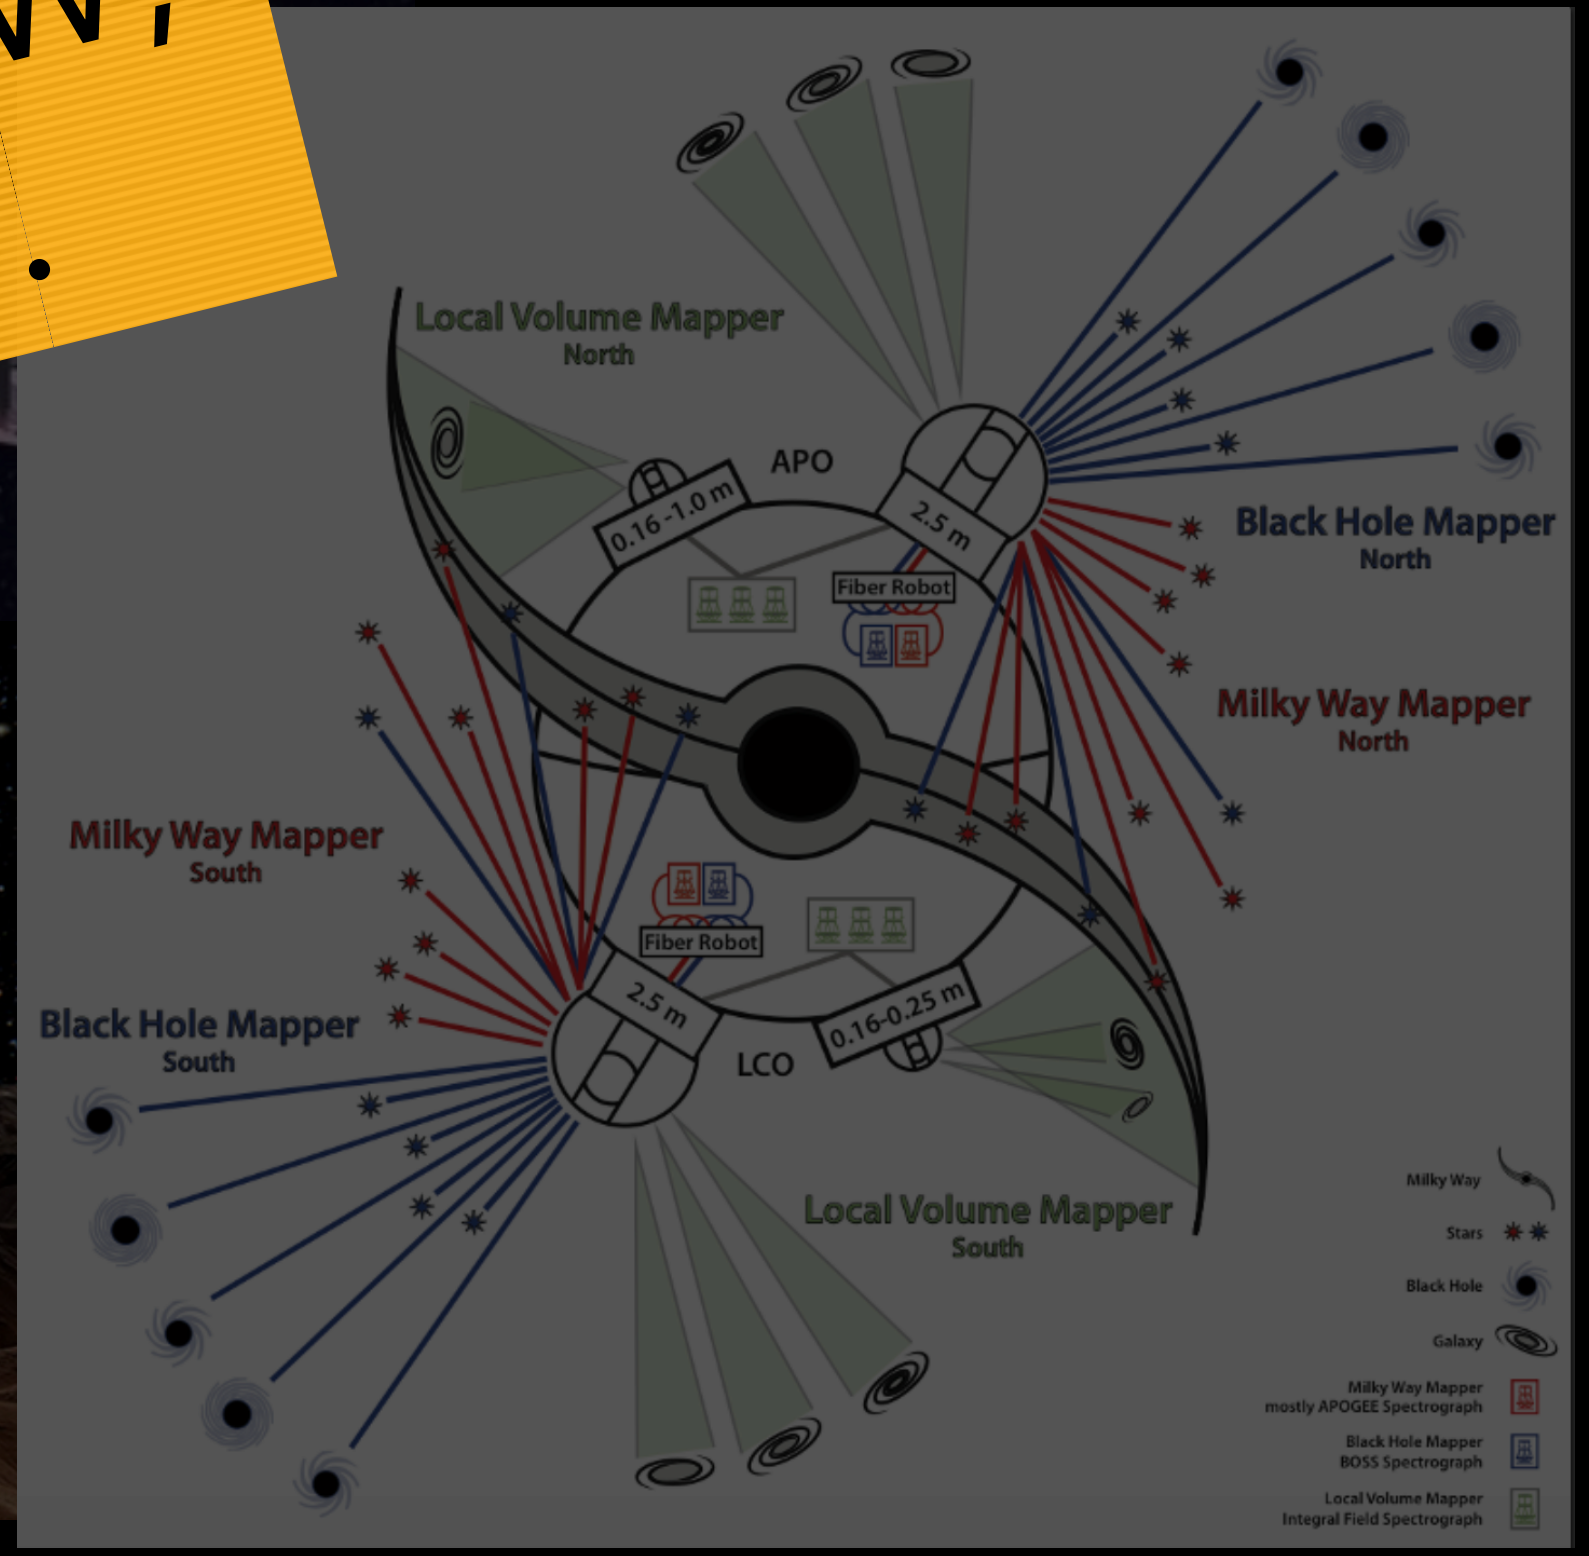 Local Volume Mapper
North
APO
0.16 -1.0 m
2.5 m
Fiber Robot
Black Hole Mapper
North
Milky Way Mapper
North
Milky Way Mapper
South
Black Hole Mapper
South
Fiber Robot
2.5 m
0.16-0.25 m
LCO
Local Volume Mapper
South
Milky Way
Stars
Black Hole
Galaxy
Milky Way Mapper
mostly APOGEE Spectrograph
Black Hole Mapper
BOSS Spectrograph
Local Volume Mapper
Integral Field Spectrograph